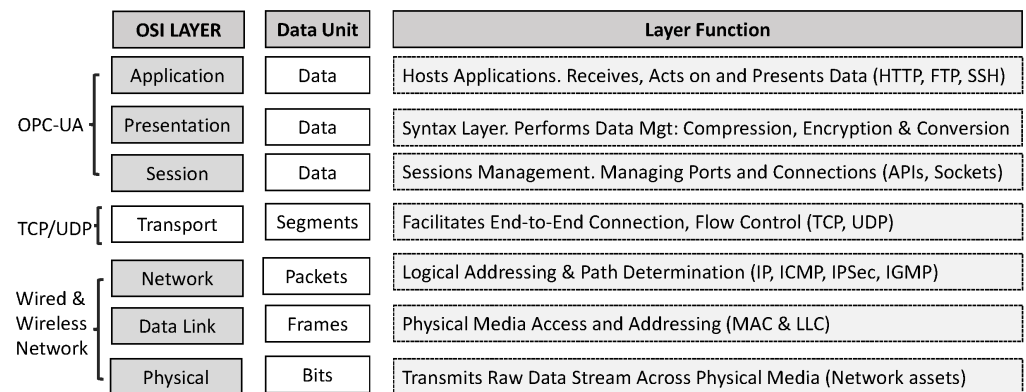 OSI LAYER Data Unit Layer Function
Application Data Hosts Applications. Receives, Acts on and Presents Data (HTTP, FTP, SSH)
OPC-UA Presentation Data Syntax Layer. Performs Data Mgt: Compression, Encryption & Conversion
Session Data Sessions Management. Managing Ports and Connections (APIs, Sockets)
TCP/UDP Transport Segments Facilitates End-to-End Connection, Flow Control (TCP, UDP)
Network Packets Logical Addressing & Path Determination (IP, ICMP, IPSec, IGMP)
Wired &
Wireless
Network
Data Link Frames Physical Media Access and Addressing (MAC & LLC)
Physical Bits Transmits Raw Data Stream Across Physical Media (Network assets)